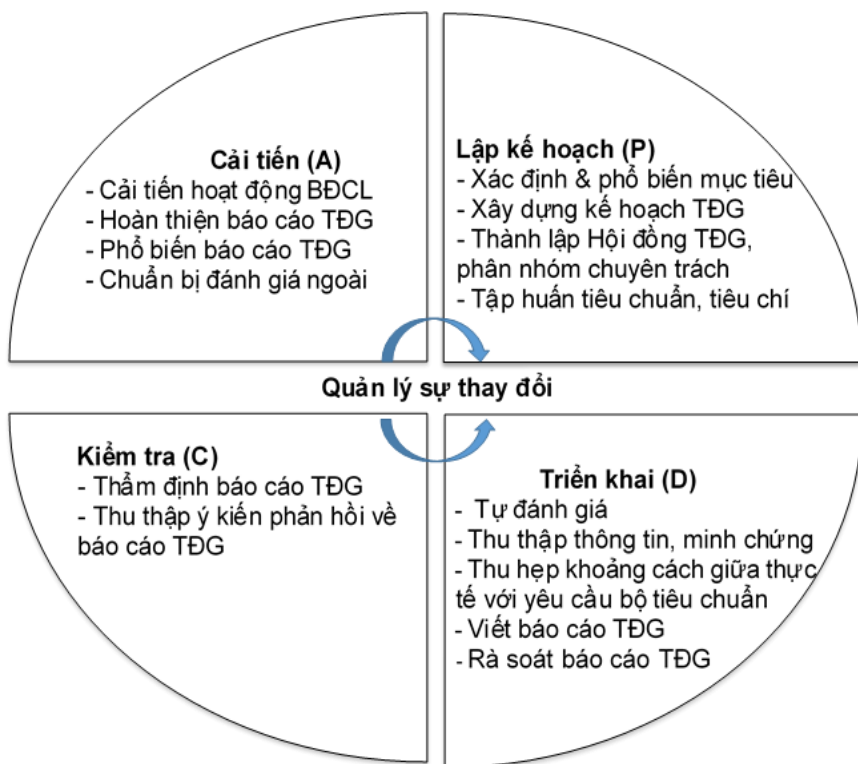 Cải tiến (A)
- Cải tiến hoạt động BĐCL
- Hoàn thiện báo cáo TĐG
- Phổ biến báo cáo TĐG
- Chuẩn bị đánh giá ngoài
Lập kế hoạch (P)
- Xác định & phổ biến mục tiêu
- Xây dựng kế hoạch TĐG
- Thành lập Hội đồng TĐG,
phân nhóm chuyên trách
- Tập huấn tiêu chuẩn, tiêu chí
Quản lý sự thay đổi
Kiểm tra (C)
- Thẩm định báo cáo TĐG
- Thu thập ý kiến phản hồi về
báo cáo TĐG
Triển khai (D)
- Tự đánh giá
- Thu thập thông tin, minh chứng
- Thu hẹp khoảng cách giữa thực
tế với yêu cầu bộ tiêu chuẩn
- Viết báo cáo TĐG
- Rà soát báo cáo TĐG